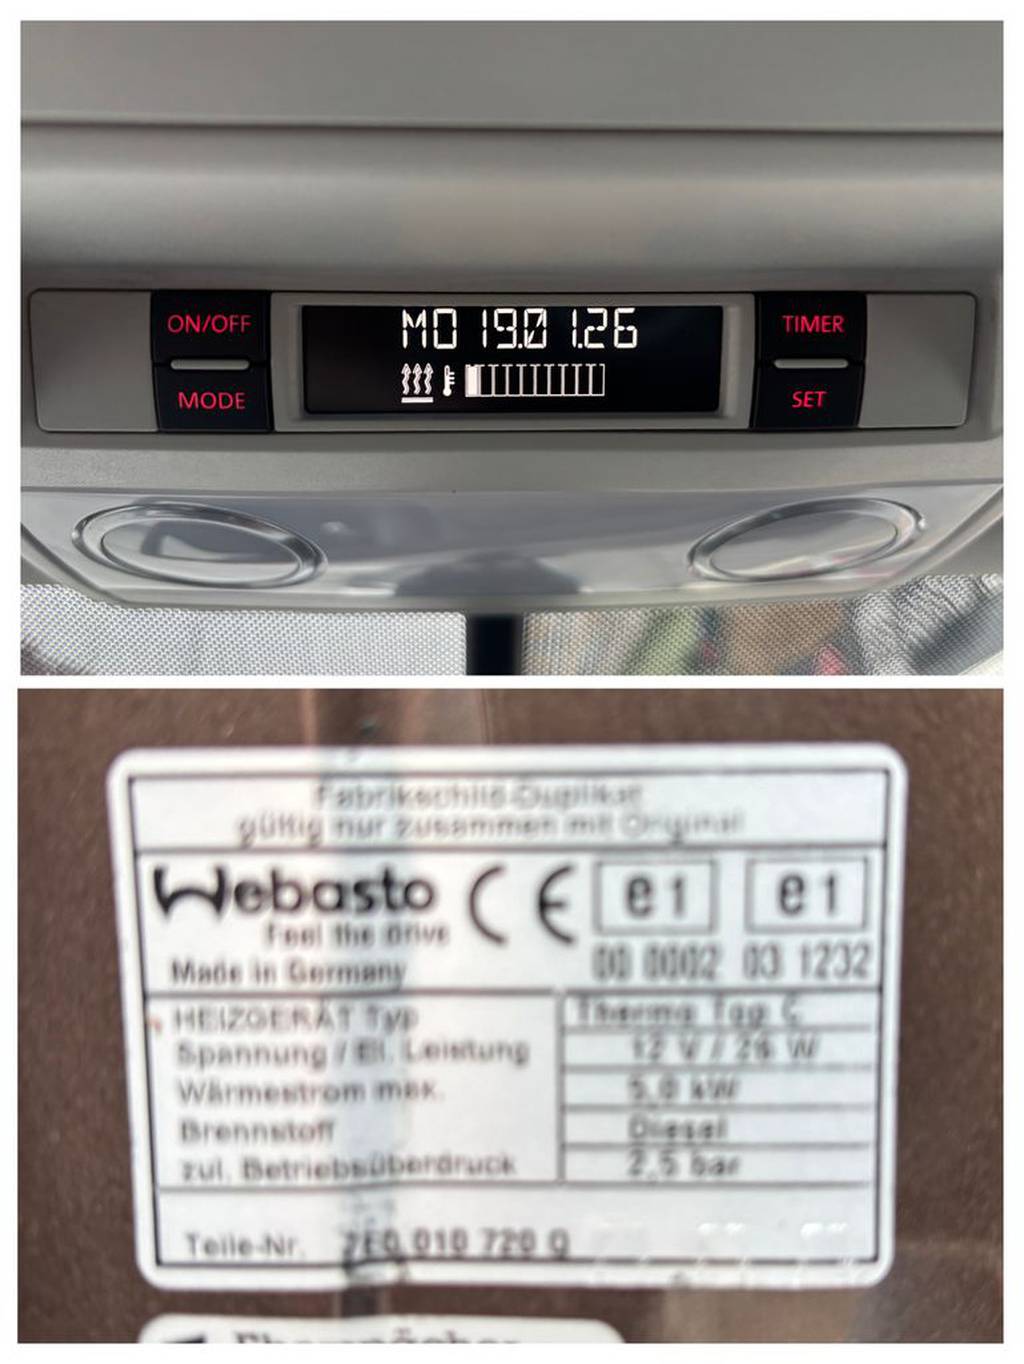 ON/OFF
MODE
MO 19.01.26
TIMER
SET
Fabrikschild-Duplikat
gültig nur zusammen mit Original
Webasto CE e1 e1
Feel the drive
Made in Germany 00 0002 03 1232
HEIZGERÄT Typ Thermo Top C
Spannung / El. Leistung 12 V / 26 W
Wärmestrom max. 5,0 kW
Brennstoff Diesel
zul. Betriebsüberdruck 2,5 bar
Teile-Nr. 7E0 010 720 Q